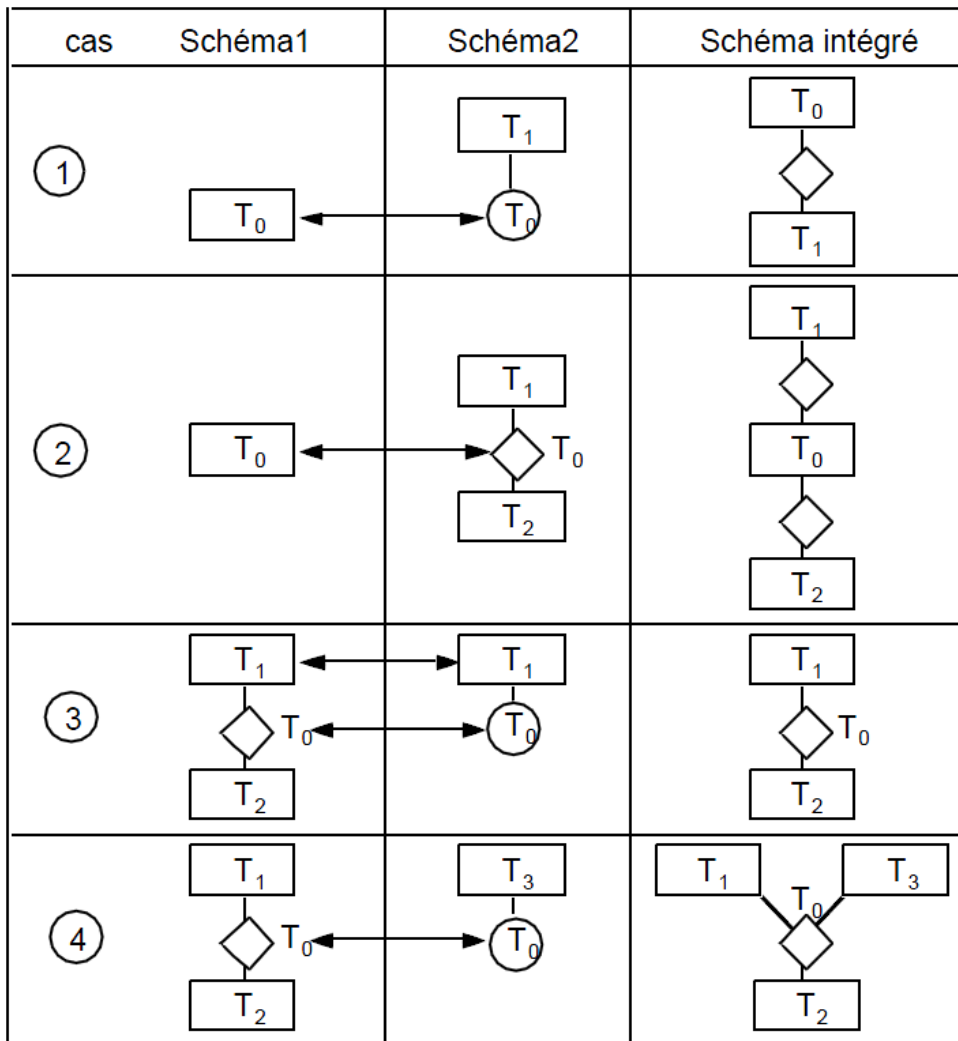 cas Schéma1 Schéma2 Schéma intégré
T₁ T₀
1
T₀ T₀ T₁
T₁
T₁
2 T₀ T₀ T₀
T₂
T₂
T₁ T₁ T₁
3 T₀ T₀ T₀
T₂ T₂
T₁ T₃ T₁ T₃
T₀
4 T₀ T₀
T₂ T₂